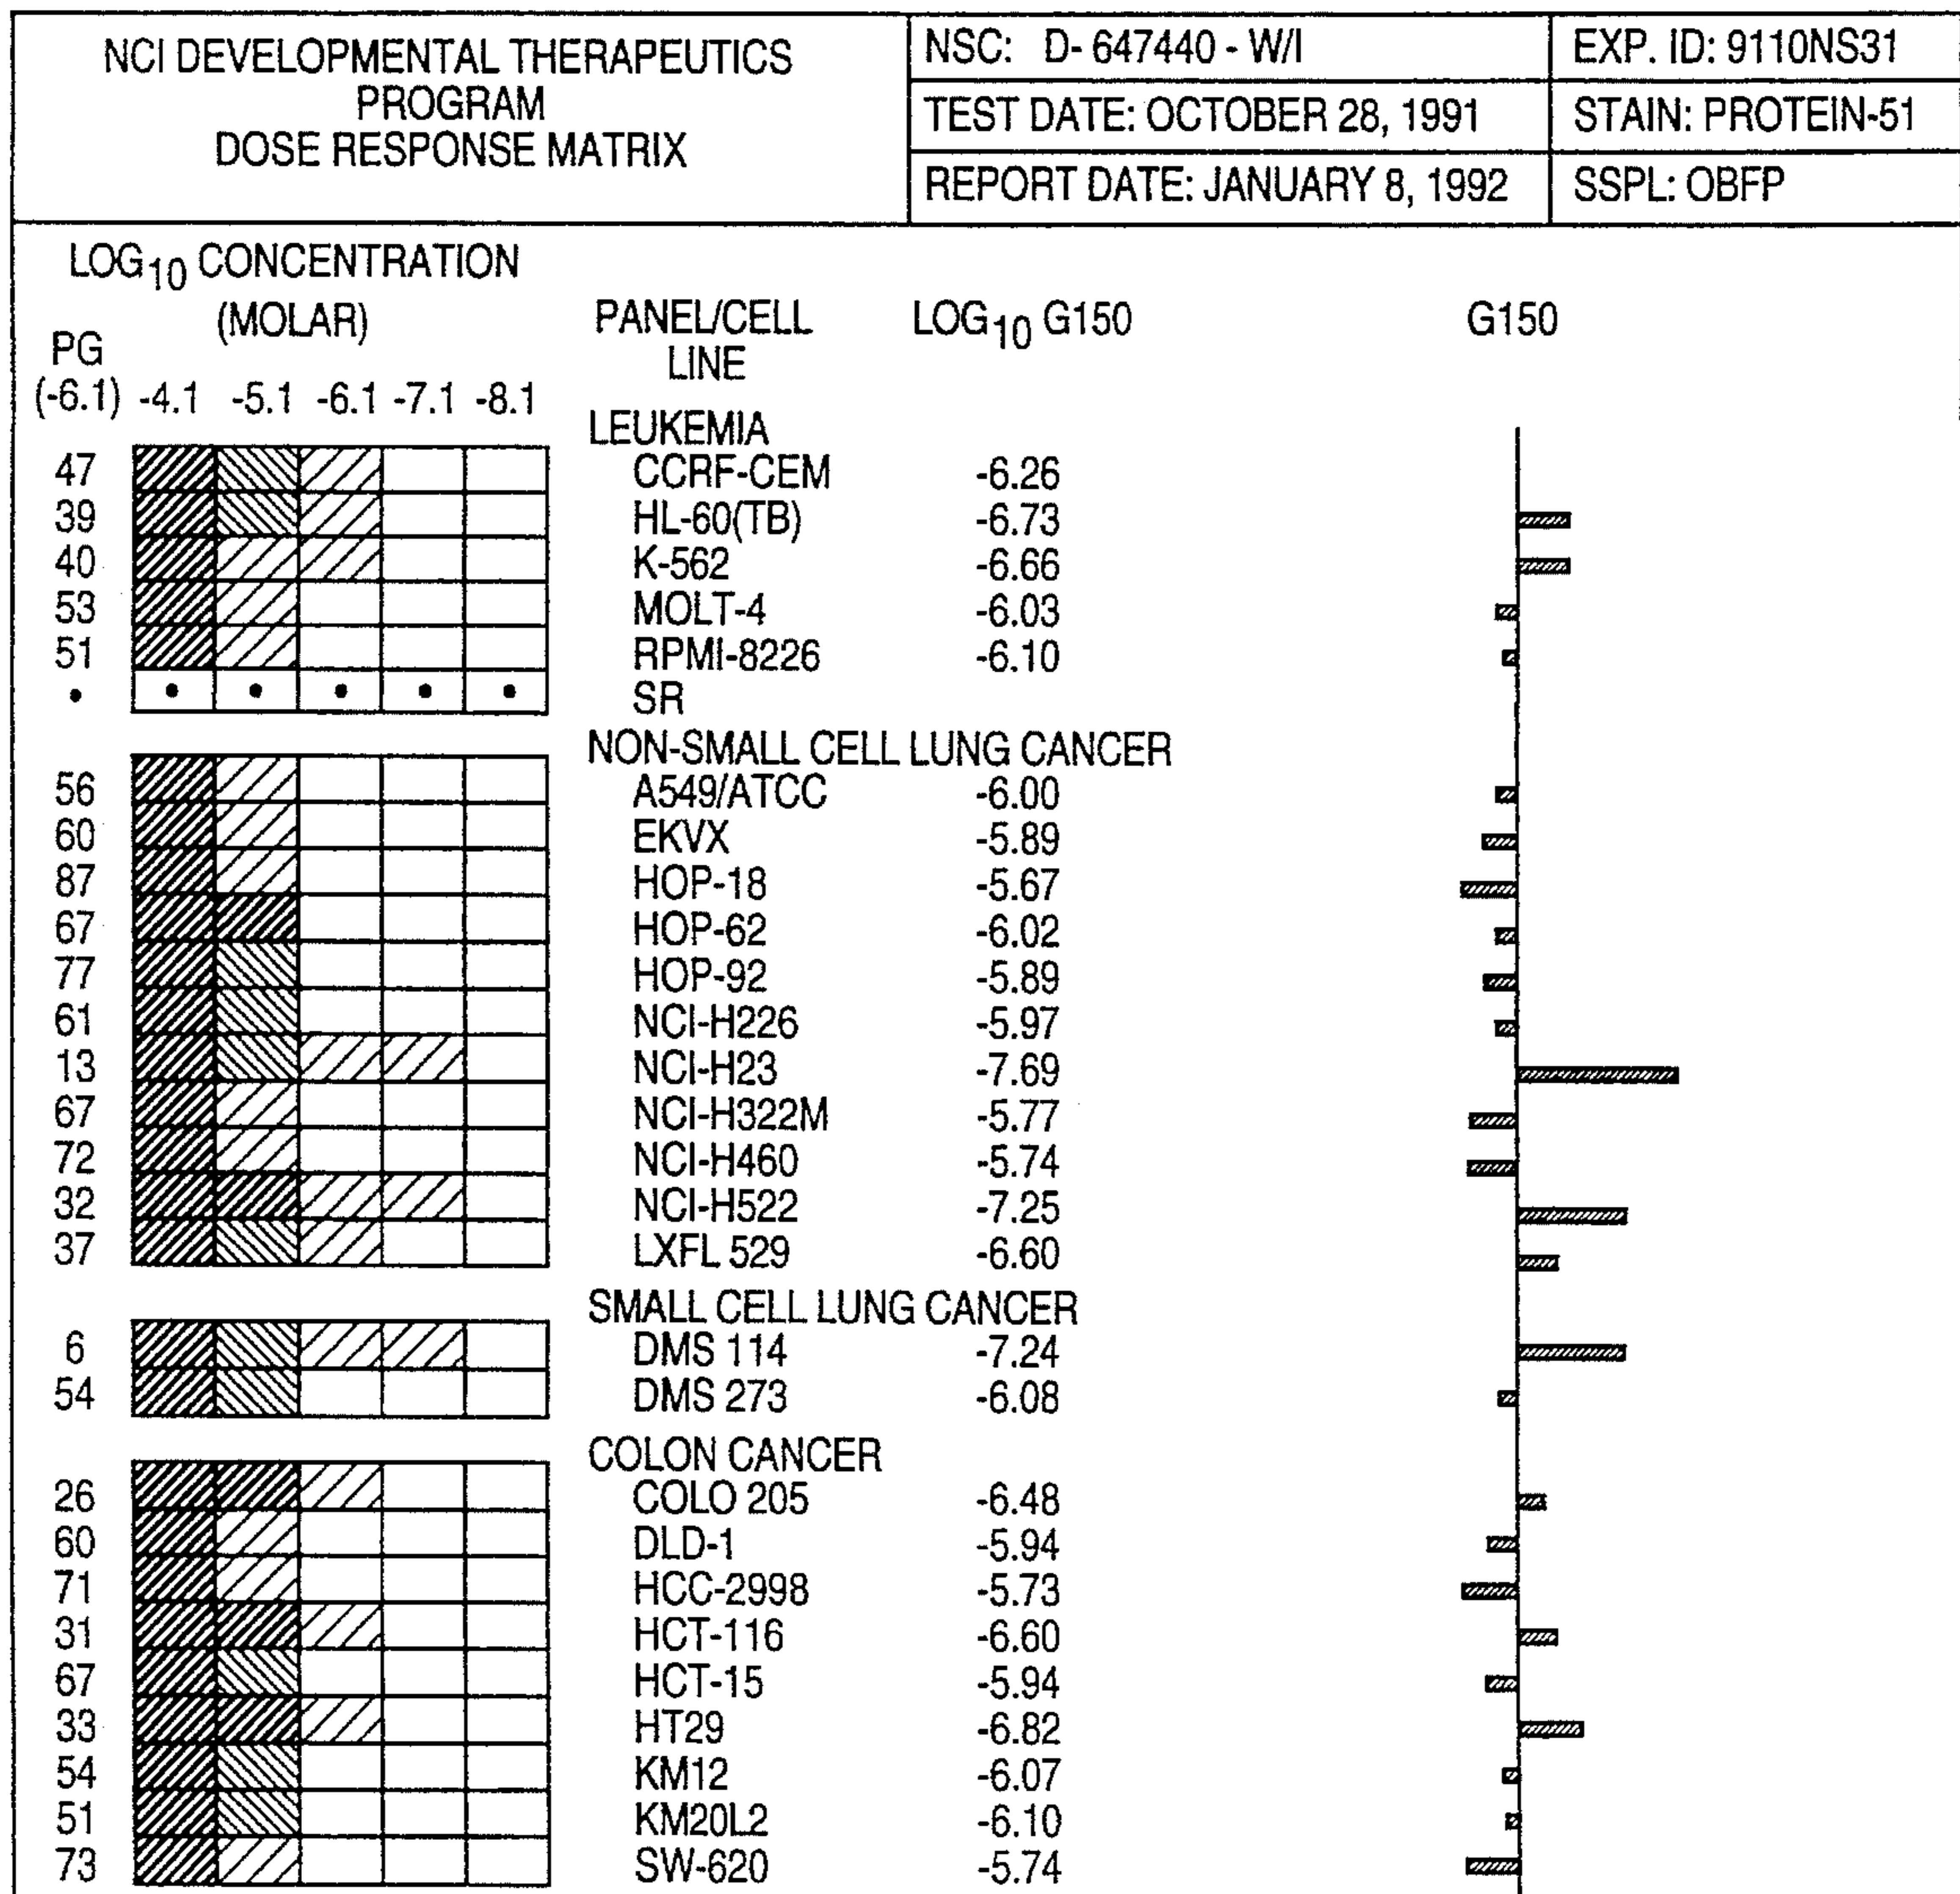 NCI DEVELOPMENTAL THERAPEUTICS
PROGRAM
DOSE RESPONSE MATRIX
NSC: D- 647440 - W/I
EXP. ID: 9110NS31
TEST DATE: OCTOBER 28, 1991
STAIN: PROTEIN-51
REPORT DATE: JANUARY 8, 1992
SSPL: OBFP
LOG10 CONCENTRATION
(MOLAR)
PG
(-6.1) -4.1 -5.1 -6.1 -7.1 -8.1
PANEL/CELL
LINE
LOG10 G150
G150
LEUKEMIA
47 CCRF-CEM -6.26
39 HL-60(TB) -6.73
40 K-562 -6.66
53 MOLT-4 -6.03
51 RPMI-8226 -6.10
• • • • • • SR
NON-SMALL CELL LUNG CANCER
56 A549/ATCC -6.00
60 EKVX -5.89
87 HOP-18 -5.67
67 HOP-62 -6.02
77 HOP-92 -5.89
61 NCI-H226 -5.97
13 NCI-H23 -7.69
67 NCI-H322M -5.77
72 NCI-H460 -5.74
32 NCI-H522 -7.25
37 LXFL 529 -6.60
SMALL CELL LUNG CANCER
6 DMS 114 -7.24
54 DMS 273 -6.08
COLON CANCER
26 COLO 205 -6.48
60 DLD-1 -5.94
71 HCC-2998 -5.73
31 HCT-116 -6.60
67 HCT-15 -5.94
33 HT29 -6.82
54 KM12 -6.07
51 KM20L2 -6.10
73 SW-620 -5.74